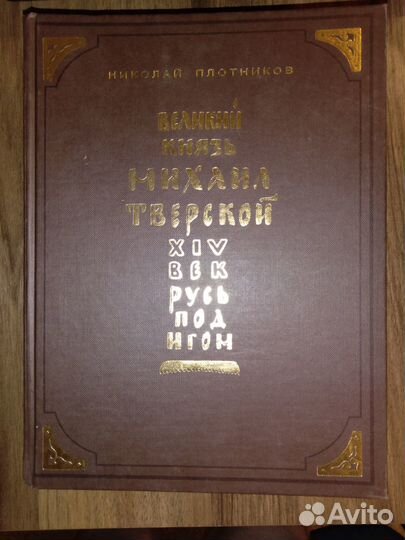 НИКОЛАЙ ПЛОТНИКОВ
ВЕЛИКИЙ
КНЯЗЬ
МИХАИЛ
ТВЕРСКОЙ
XIV
ВЕК
РУСЬ
ПОД
ИГОМ
Avito